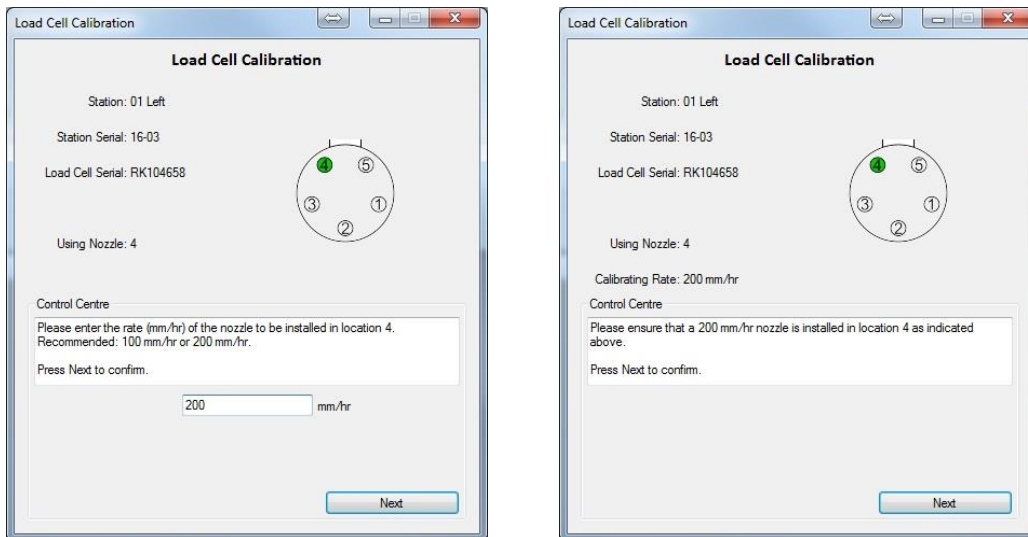 Load Cell Calibration
Load Cell Calibration
Station: 01 Left
Station Serial: 16-03
Load Cell Serial: RK104658
4
5
3
1
2
Using Nozzle: 4
Control Centre
Please enter the rate (mm/hr) of the nozzle to be installed in location 4.
Recommended: 100 mm/hr or 200 mm/hr.
Press Next to confirm.
200 mm/hr
Next
Load Cell Calibration
Load Cell Calibration
Station: 01 Left
Station Serial: 16-03
Load Cell Serial: RK104658
4
5
3
1
2
Using Nozzle: 4
Calibrating Rate: 200 mm/hr
Control Centre
Please ensure that a 200 mm/hr nozzle is installed in location 4 as indicated
above.
Press Next to confirm.
Next